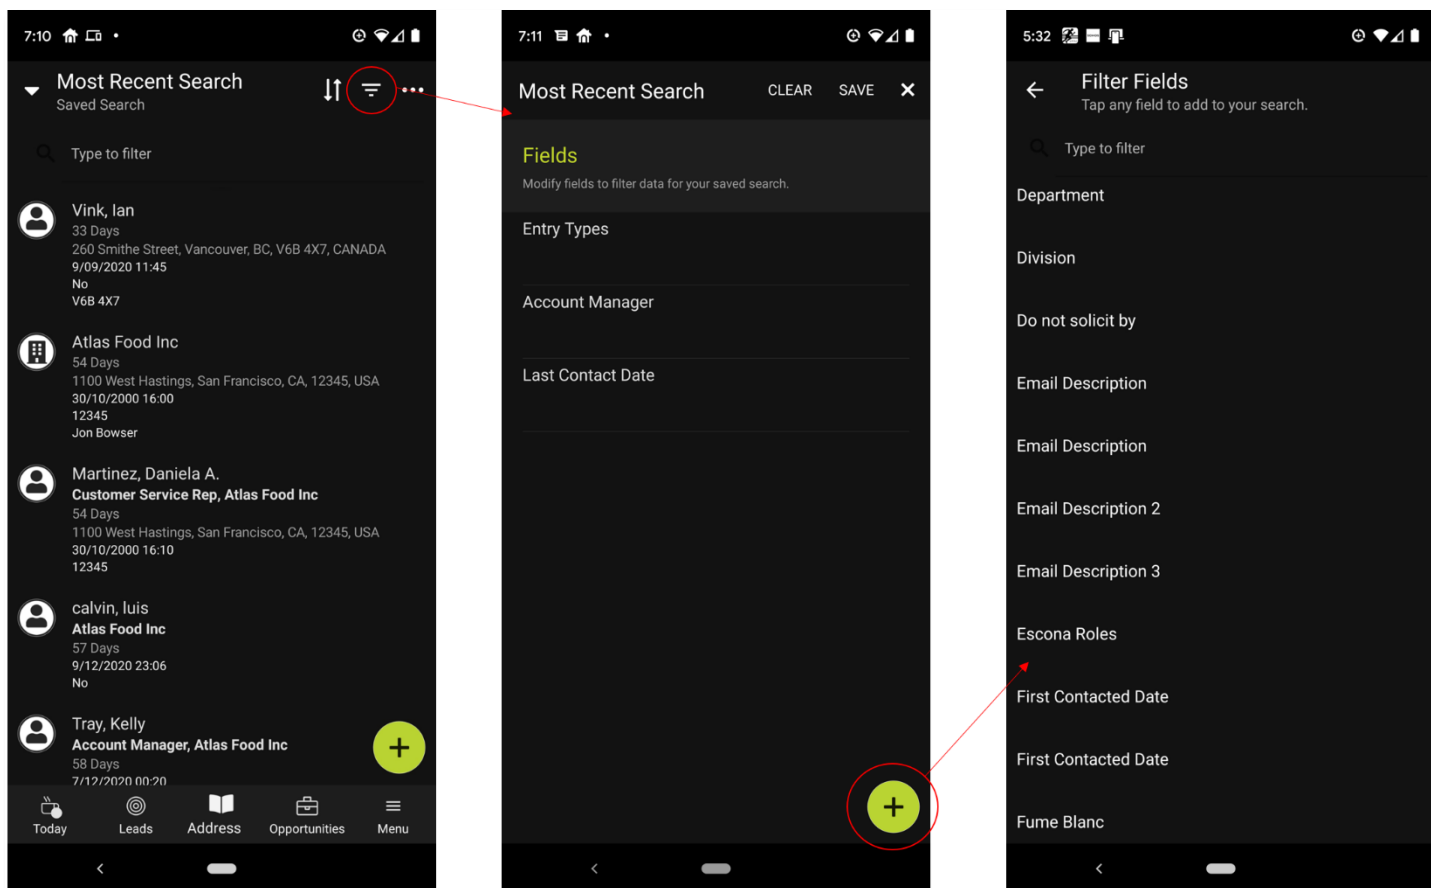 7:10
Most Recent Search
Saved Search
Type to filter
Vink, Ian
33 Days
260 Smithe Street, Vancouver, BC, V6B 4X7, CANADA
9/09/2020 11:45
No
V6B 4X7
Atlas Food Inc
54 Days
1100 West Hastings, San Francisco, CA, 12345, USA
30/10/2000 16:00
12345
Jon Bowser
Martinez, Daniela A.
Customer Service Rep, Atlas Food Inc
54 Days
1100 West Hastings, San Francisco, CA, 12345, USA
30/10/2000 16:10
12345
calvin, luis
Atlas Food Inc
57 Days
9/12/2020 23:06
No
Tray, Kelly
Account Manager, Atlas Food Inc
58 Days
7/12/2020 00:20
Today Leads Address Opportunities Menu
7:11
Most Recent Search CLEAR SAVE
Fields
Modify fields to filter data for your saved search.
Entry Types
Account Manager
Last Contact Date
5:32
Filter Fields
Tap any field to add to your search.
Type to filter
Department
Division
Do not solicit by
Email Description
Email Description
Email Description 2
Email Description 3
Escona Roles
First Contacted Date
First Contacted Date
Fume Blanc